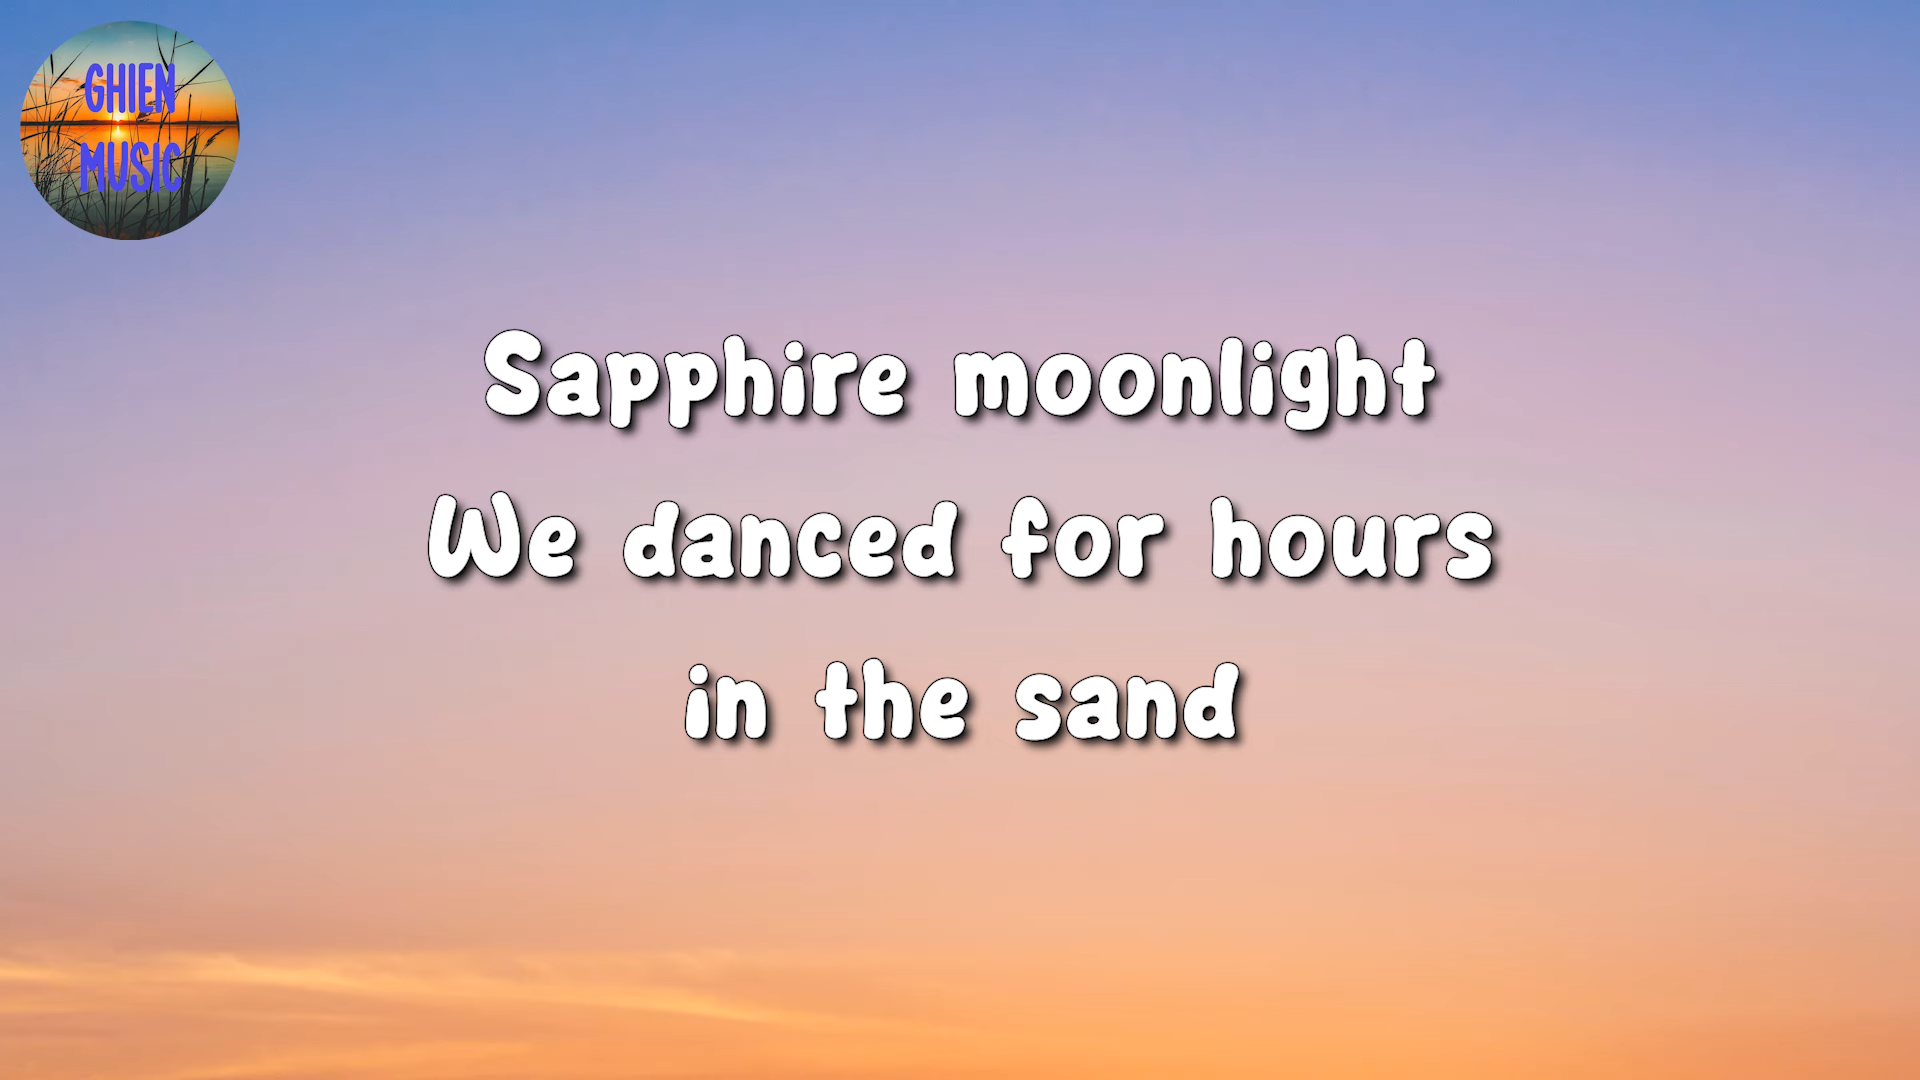 GHIEN
MUSIC
Sapphire moonlight
We danced for hours
in the sand